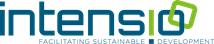 intensio
FACILITATING SUSTAINABLE DEVELOPMENT